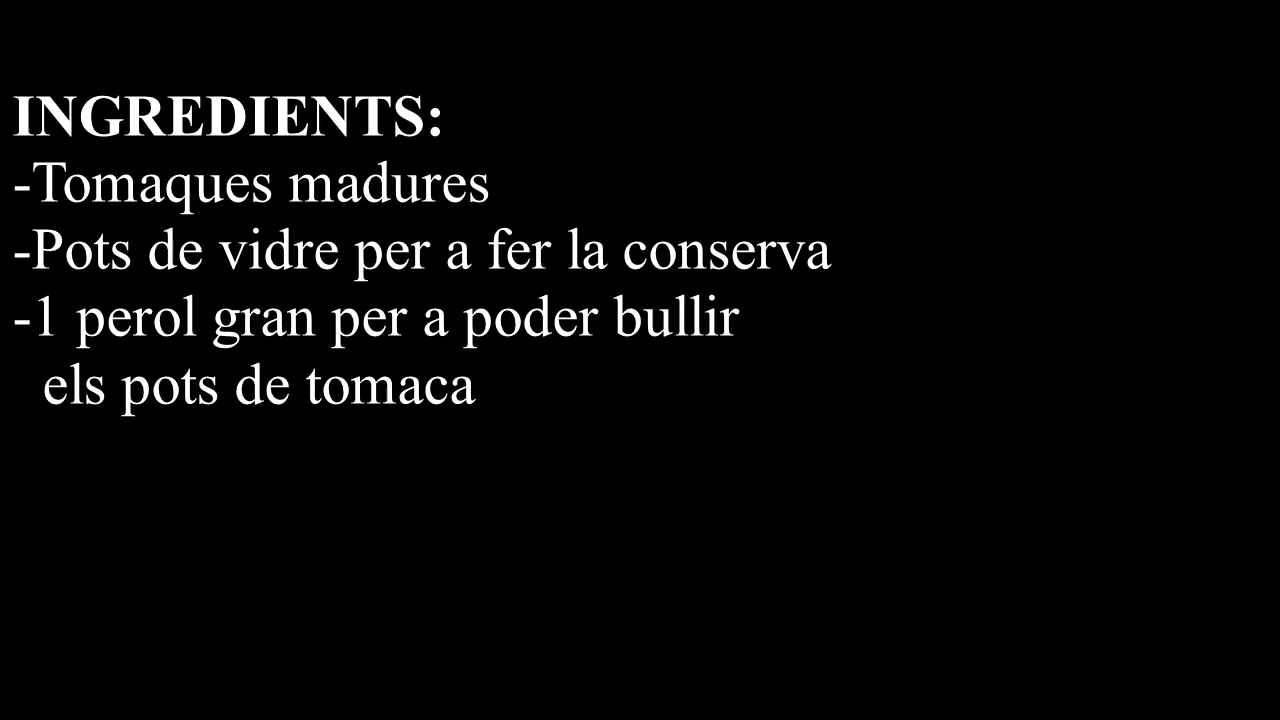 INGREDIENTS:
-Tomaques madures
-Pots de vidre per a fer la conserva
-1 perol gran per a poder bullir
els pots de tomaca